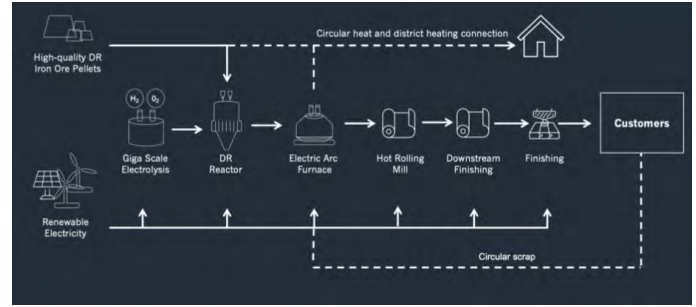 High-quality DR
Iron Ore Pellets
Circular heat and district heating connection
H₂ O₂
Giga Scale
Electrolysis
DR
Reactor
Electric Arc
Furnace
Hot Rolling
Mill
Downstream
Finishing
Finishing
Customers
Renewable
Electricity
Circular scrap